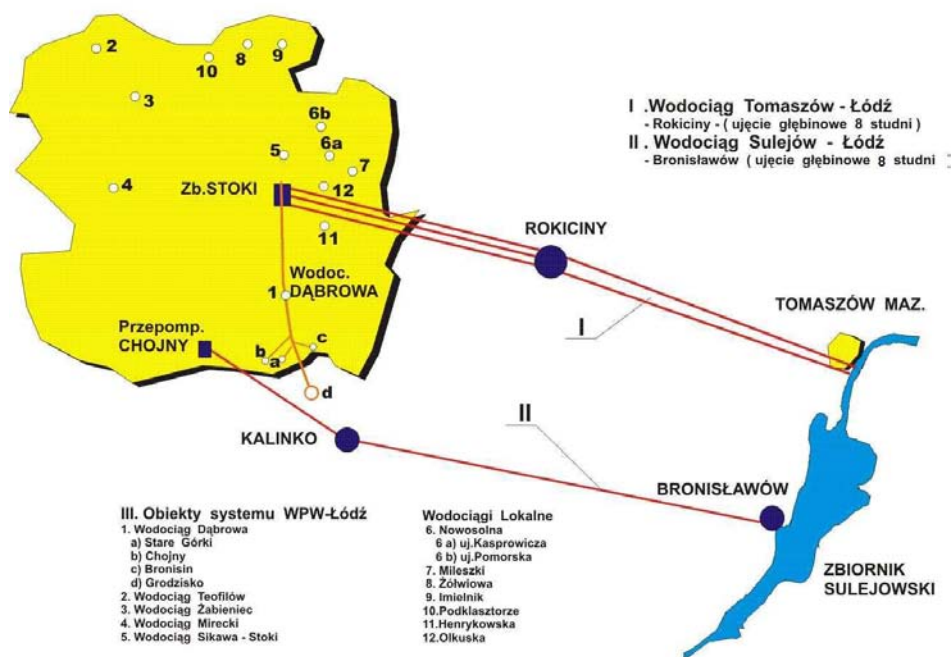 2
10
8
9
3
6b
6a
5
7
4
Zb.STOKI
12
11
Wodoc.
DĄBROWA
1
Przepomp.
CHOJNY
b
a
c
d
I .Wodociąg Tomaszów - Łódź
- Rokiciny - ( ujęcie głębinowe 8 studni )
II . Wodociąg Sulejów - Łódź
- Bronisławów ( ujęcie głębinowe 8 studni
ROKICINY
I
TOMASZÓW MAZ.
II
KALINKO
BRONISŁAWÓW
ZBIORNIK
SULEJOWSKI
III. Obiekty systemu WPW-Łódź
1. Wodociąg Dąbrowa
a) Stare Górki
b) Chojny
c) Bronisin
d) Grodzisko
2. Wodociąg Teofilów
3. Wodociąg Żabieniec
4. Wodociąg Mirecki
5. Wodociąg Sikawa - Stoki
Wodociągi Lokalne
6. Nowosolna
6 a) uj.Kasprowicza
6 b) uj.Pomorska
7. Mileszki
8. Żółwiowa
9. Imielnik
10.Podklasztorze
11.Henrykowska
12.Olkuska